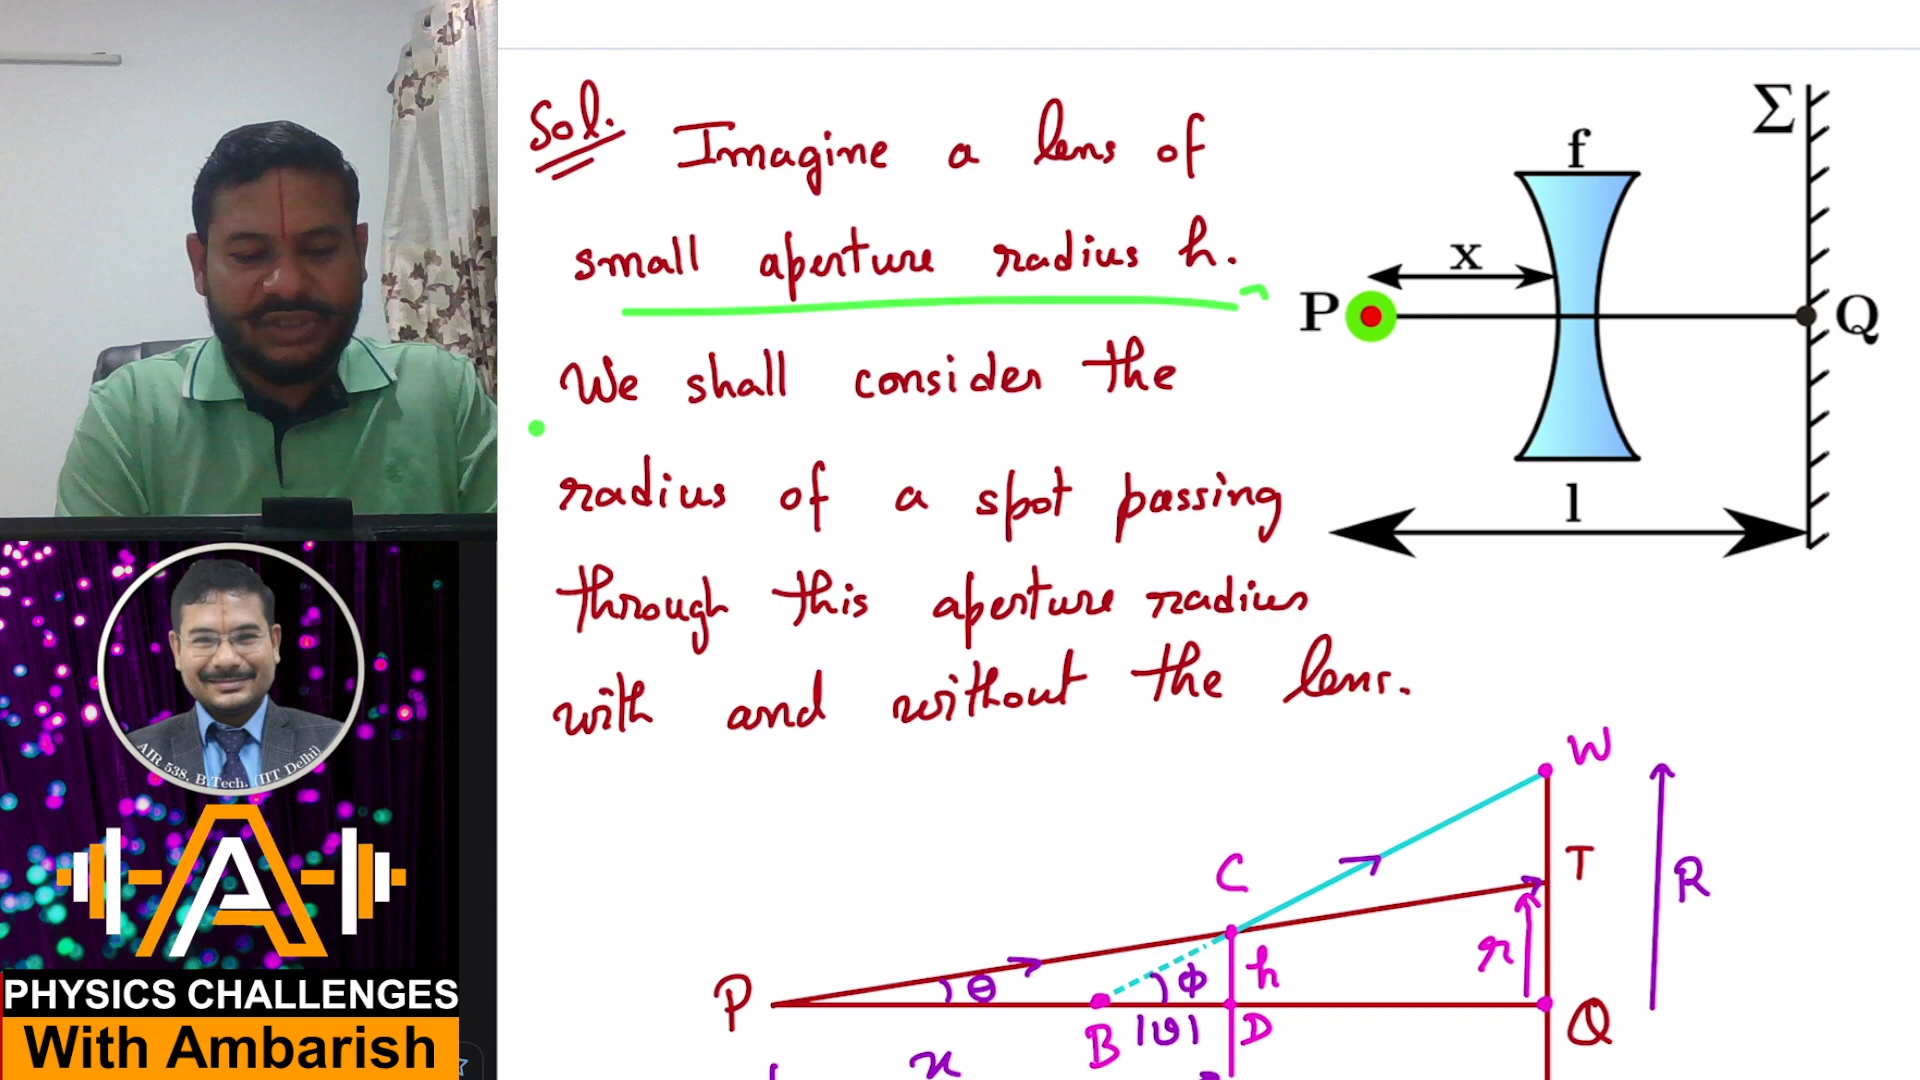 Sol. Imagine a lens of
small aperture radius h.
We shall consider the
radius of a spot passing
through this aperture radius
with and without the lens.
Σ
f
x
P
Q
l
W
T
R
C
r
h
P
θ
ϕ
Q
B
|v|
D
x
AIR 538, B.Tech. (IIT Delhi)
A
PHYSICS CHALLENGES
With Ambarish